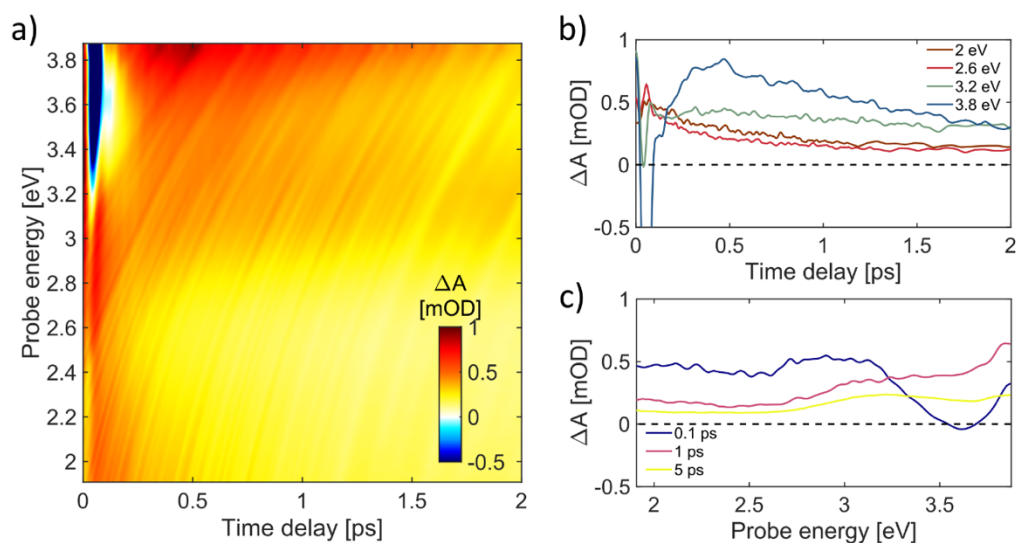 a)
Probe energy [eV]
3.8
3.6
3.4
3.2
3
2.8
2.6
2.4
2.2
2
0
0.5
1
1.5
2
Time delay [ps]
ΔA
[mOD]
1
0.5
0
-0.5
b)
ΔA [mOD]
1
0.5
0
-0.5
2 eV
2.6 eV
3.2 eV
3.8 eV
0
0.5
1
1.5
2
Time delay [ps]
c)
ΔA [mOD]
1
0.5
0
-0.5
0.1 ps
1 ps
5 ps
2
2.5
3
3.5
Probe energy [eV]